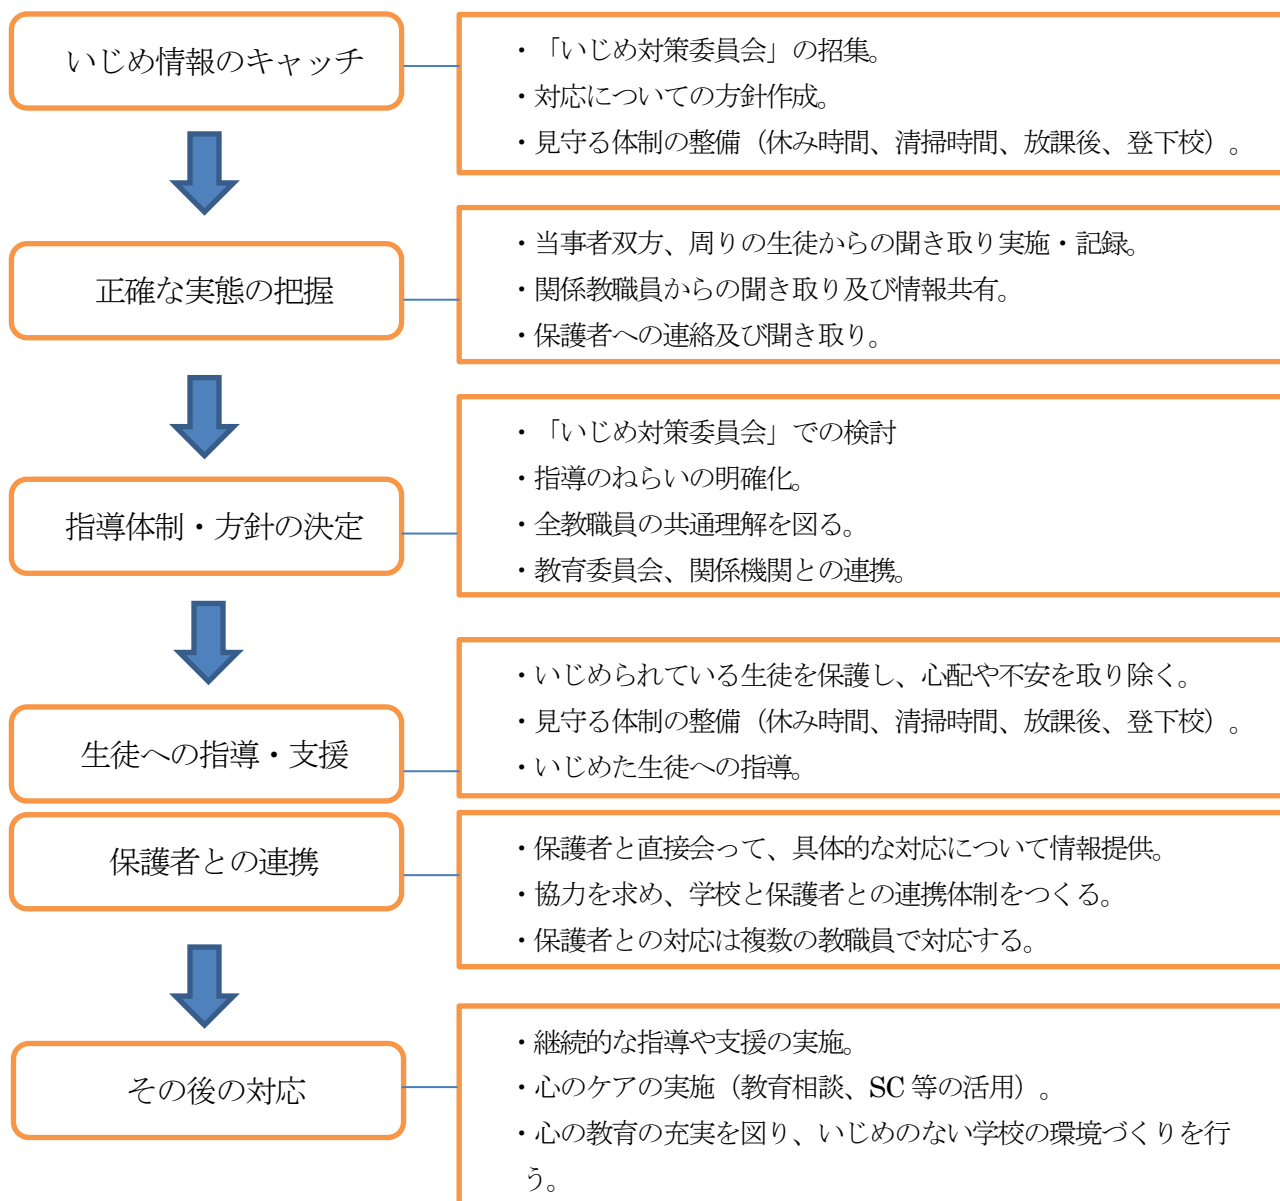 いじめ情報のキャッチ
・「いじめ対策委員会」の招集。
・対応についての方針作成。
・見守る体制の整備（休み時間、清掃時間、放課後、登下校）。
正確な実態の把握
・当事者双方、周りの生徒からの聞き取り実施・記録。
・関係教職員からの聞き取り及び情報共有。
・保護者への連絡及び聞き取り。
指導体制・方針の決定
・「いじめ対策委員会」での検討
・指導のねらいの明確化。
・全教職員の共通理解を図る。
・教育委員会、関係機関との連携。
生徒への指導・支援
・いじめられている生徒を保護し、心配や不安を取り除く。
・見守る体制の整備（休み時間、清掃時間、放課後、登下校）。
・いじめた生徒への指導。
保護者との連携
・保護者と直接会って、具体的な対応について情報提供。
・協力を求め、学校と保護者との連携体制をつくる。
・保護者との対応は複数の教職員で対応する。
その後の対応
・継続的な指導や支援の実施。
・心のケアの実施（教育相談、SC 等の活用）。
・心の教育の充実を図り、いじめのない学校の環境づくりを行
う。